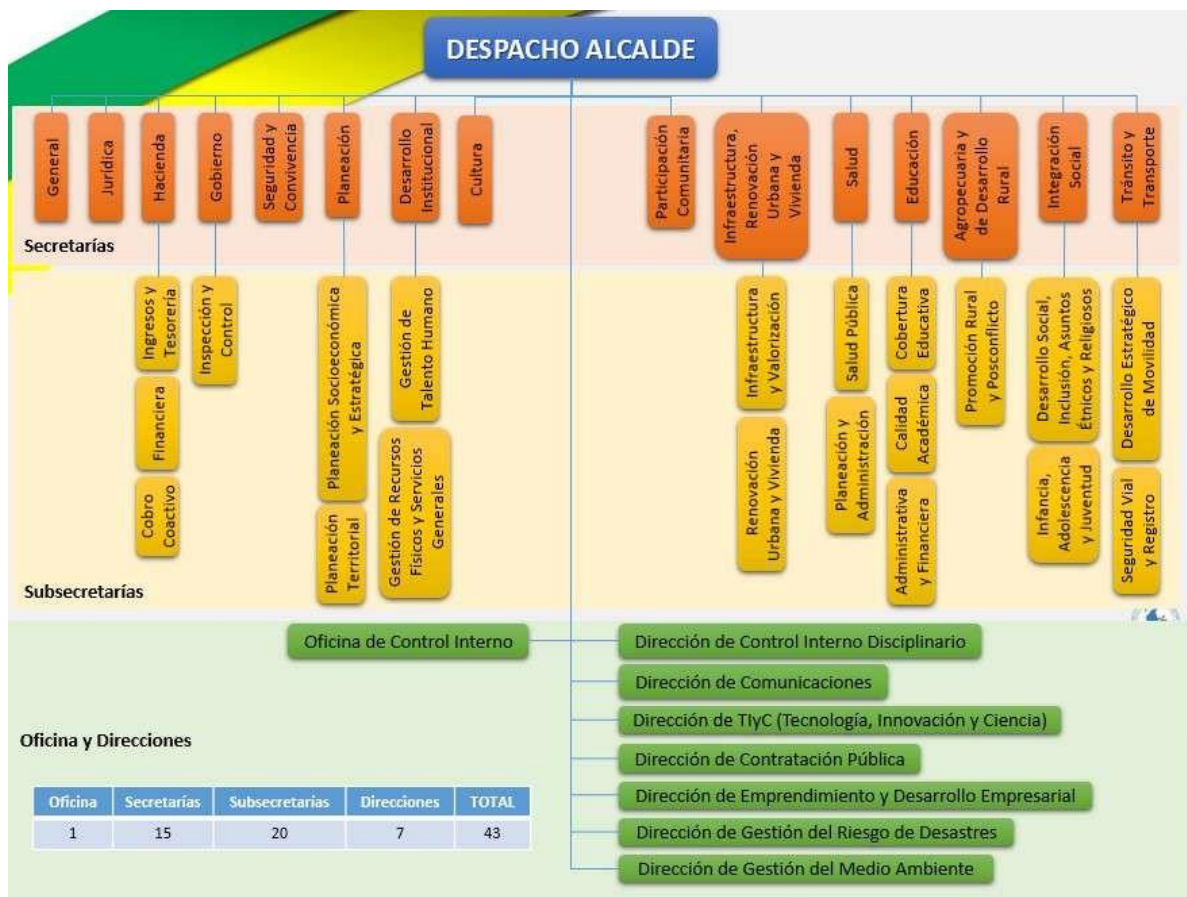 DESPACHO ALCALDE
General
Jurídica
Hacienda
Gobierno
Seguridad y
Convivencia
Planeación
Desarrollo
Institucional
Cultura
Participación
Comunitaria
Infraestructura,
Renovación
Urbana y
Vivienda
Salud
Educación
Agropecuaria y
de Desarrollo
Rural
Integración
Social
Tránsito y
Transporte
Secretarías
Ingresos y
Tesorería
Financiera
Cobro
Coactivo
Inspección y
Control
Planeación Socioeconómica
y Estratégica
Planeación
Territorial
Gestión de
Talento Humano
Gestión de Recursos
Físicos y Servicios
Generales
Infraestructura
y Valorización
Renovación
Urbana y Vivienda
Salud Pública
Planeación y
Administración
Cobertura
Educativa
Calidad
Académica
Administrativa
y Financiera
Promoción Rural
y Posconflicto
Desarrollo Social,
Inclusión, Asuntos
Étnicos y Religiosos
Infancia,
Adolescencia
y Juventud
Desarrollo Estratégico
de Movilidad
Seguridad Vial
y Registro
Subsecretarías
Oficina de Control Interno
Dirección de Control Interno Disciplinario
Dirección de Comunicaciones
Dirección de TIyC (Tecnología, Innovación y Ciencia)
Dirección de Contratación Pública
Dirección de Emprendimiento y Desarrollo Empresarial
Dirección de Gestión del Riesgo de Desastres
Dirección de Gestión del Medio Ambiente
Oficina y Direcciones
Oficina Secretarías Subsecretarias Direcciones TOTAL
1 15 20 7 43